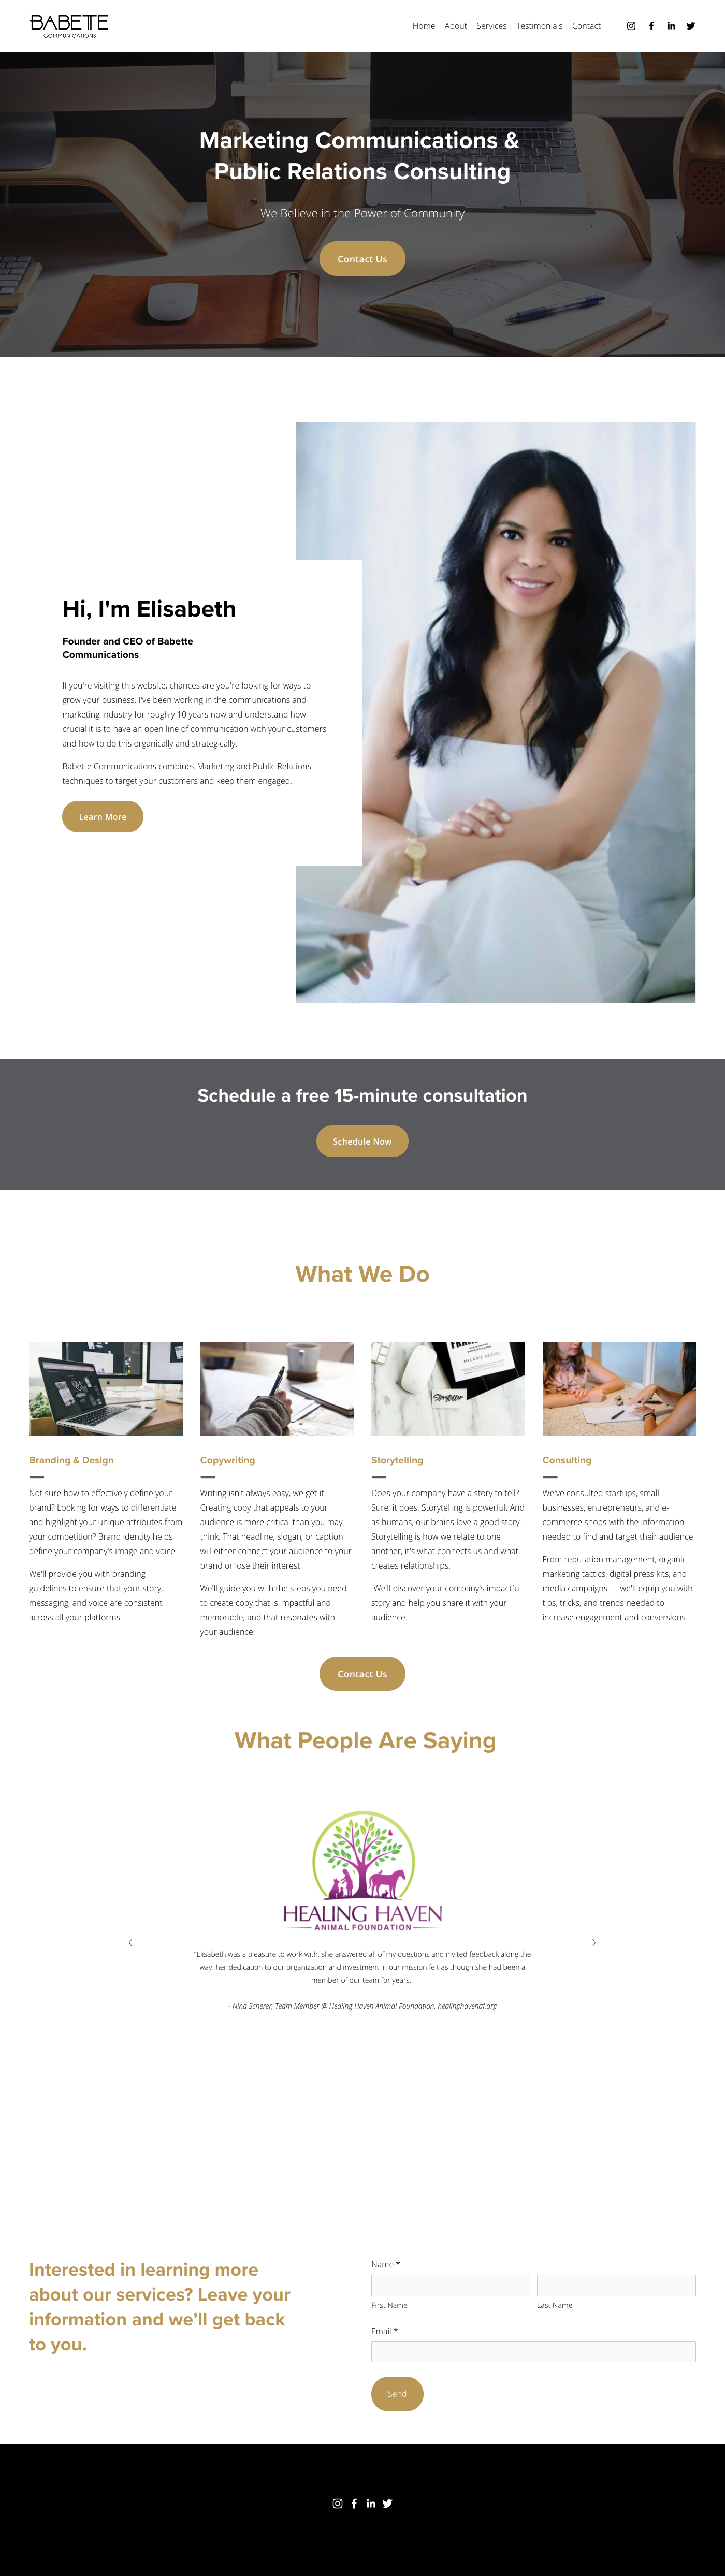 BABETTE
COMMUNICATIONS
Home About Services Testimonials Contact
Marketing Communications &
Public Relations Consulting
We Believe in the Power of Community
Contact Us
Hi, I'm Elisabeth
Founder and CEO of Babette
Communications
If you're visiting this website, chances are you're looking for ways to
grow your business. I've been working in the communications and
marketing industry for roughly 10 years now and understand how
crucial it is to have an open line of communication with your customers
and how to do this organically and strategically.
Babette Communications combines Marketing and Public Relations
techniques to target your customers and keep them engaged.
Learn More
Schedule a free 15-minute consultation
Schedule Now
What We Do
Storyteller
Branding & Design
Not sure how to effectively define your
brand? Looking for ways to differentiate
and highlight your unique attributes from
your competition? Brand identity helps
define your company's image and voice.
We'll provide you with branding
guidelines to ensure that your story,
messaging, and voice are consistent
across all your platforms.
Copywriting
Writing isn't always easy, we get it.
Creating copy that appeals to your
audience is more critical than you may
think. That headline, slogan, or caption
will either connect your audience to your
brand or lose their interest.
We'll guide you with the steps you need
to create copy that is impactful and
memorable, and that resonates with
your audience.
Storytelling
Does your company have a story to tell?
Sure, it does. Storytelling is powerful. And
as humans, our brains love a good story.
Storytelling is how we relate to one
another, it's what connects us and what
creates relationships.
We'll discover your company's impactful
story and help you share it with your
audience.
Consulting
We've consulted startups, small
businesses, entrepreneurs, and e-
commerce shops with the information
needed to find and target their audience.
From reputation management, organic
marketing tactics, digital press kits, and
media campaigns — we'll equip you with
tips, tricks, and trends needed to
increase engagement and conversions.
Contact Us
What People Are Saying
HEALING HAVEN
ANIMAL FOUNDATION
"Elisabeth was a pleasure to work with. she answered all of my questions and invited feedback along the
way. her dedication to our organization and investment in our mission felt as though she had been a
member of our team for years."
- Nina Scherer, Team Member @ Healing Haven Animal Foundation, healinghavenaf.org
Interested in learning more
about our services? Leave your
information and we'll get back
to you.
Name *
First Name Last Name
Email *
Send